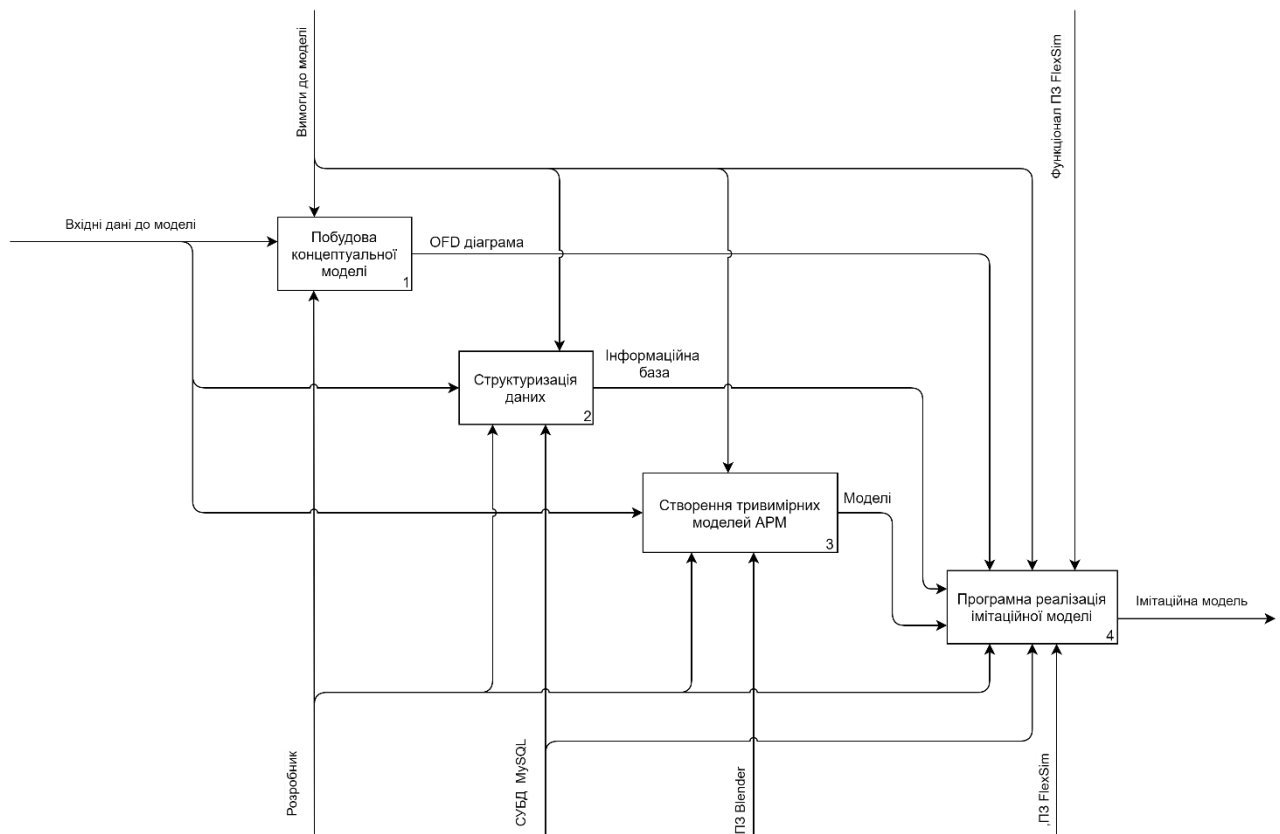 Вимоги до моделі
Функціонал ПЗ FlexSim
Вхідні дані до моделі
Побудова
концептуальної
моделі
1
OFD діаграма
Структуризація
даних
2
Інформаційна
база
Створення тривимірних
моделей АРМ
3
Моделі
Програмна реалізація
імітаційної моделі
4
Імітаційна модель
Розробник
СУБД MySQL
ПЗ Blender
,ПЗ FlexSim